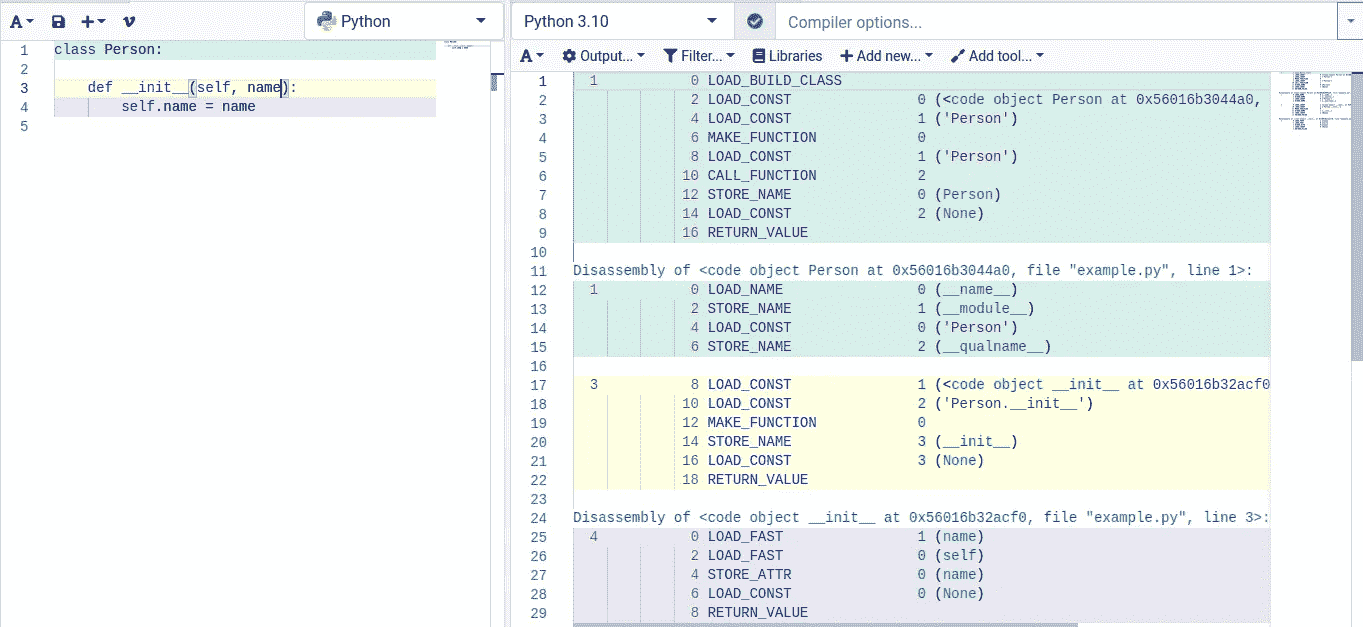 A
Python
1 class Person:
2
3 def __init__(self, name):
4 self.name = name
5
Python 3.10
Compiler options...
A Output... Filter... Libraries + Add new... Add tool...
1 1 0 LOAD_BUILD_CLASS
2 2 LOAD_CONST 0 (<code object Person at 0x56016b3044a0,
3 4 LOAD_CONST 1 ('Person')
4 6 MAKE_FUNCTION 0
5 8 LOAD_CONST 1 ('Person')
6 10 CALL_FUNCTION 2
7 12 STORE_NAME 0 (Person)
8 14 LOAD_CONST 2 (None)
9 16 RETURN_VALUE
10
11 Disassembly of <code object Person at 0x56016b3044a0, file "example.py", line 1>:
12 1 0 LOAD_NAME 0 (__name__)
13 2 STORE_NAME 1 (__module__)
14 4 LOAD_CONST 0 ('Person')
15 6 STORE_NAME 2 (__qualname__)
16
17 3 8 LOAD_CONST 1 (<code object __init__ at 0x56016b32acf0
18 10 LOAD_CONST 2 ('Person.__init__')
19 12 MAKE_FUNCTION 0
20 14 STORE_NAME 3 (__init__)
21 16 LOAD_CONST 3 (None)
22 18 RETURN_VALUE
23
24 Disassembly of <code object __init__ at 0x56016b32acf0, file "example.py", line 3>:
25 4 0 LOAD_FAST 1 (name)
26 2 LOAD_FAST 0 (self)
27 4 STORE_ATTR 0 (name)
28 6 LOAD_CONST 0 (None)
29 8 RETURN_VALUE